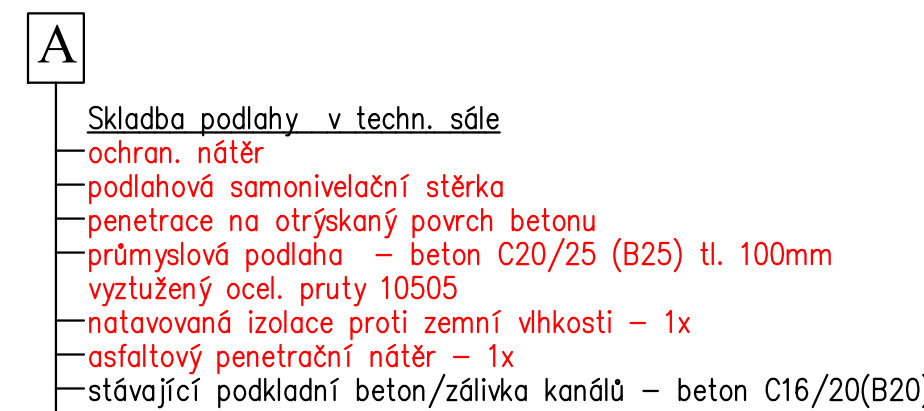 A
Skladba podlahy v techn. sále
ochran. nátěr
podlahová samonivelační stěrka
penetrace na otrýskaný povrch betonu
průmyslová podlaha – beton C20/25 (B25) tl. 100mm
vyztužený ocel. pruty 10505
natavovaná izolace proti zemní vlhkosti – 1x
asfaltový penetrační nátěr – 1x
stávající podkladní beton/zálivka kanálů – beton C16/20(B20)